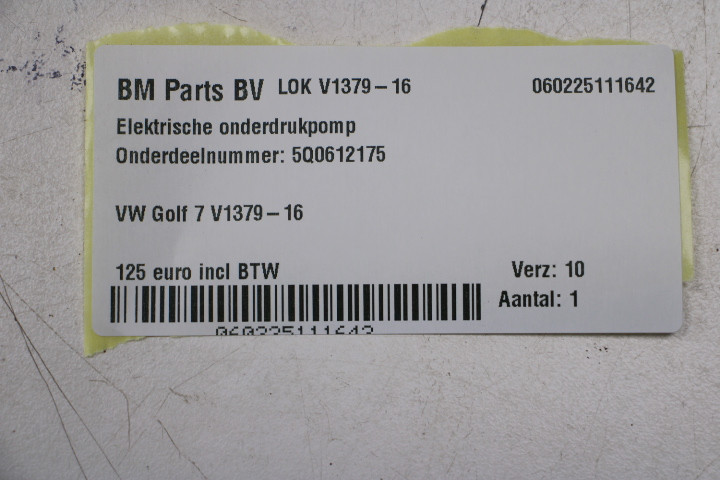 BM Parts BV LOK V1379-16 060225111642
Elektrische onderdrukpomp
Onderdeelnummer: 5Q0612175
VW Golf 7 V1379-16
125 euro incl BTW Verz: 10
Aantal: 1
060225111642